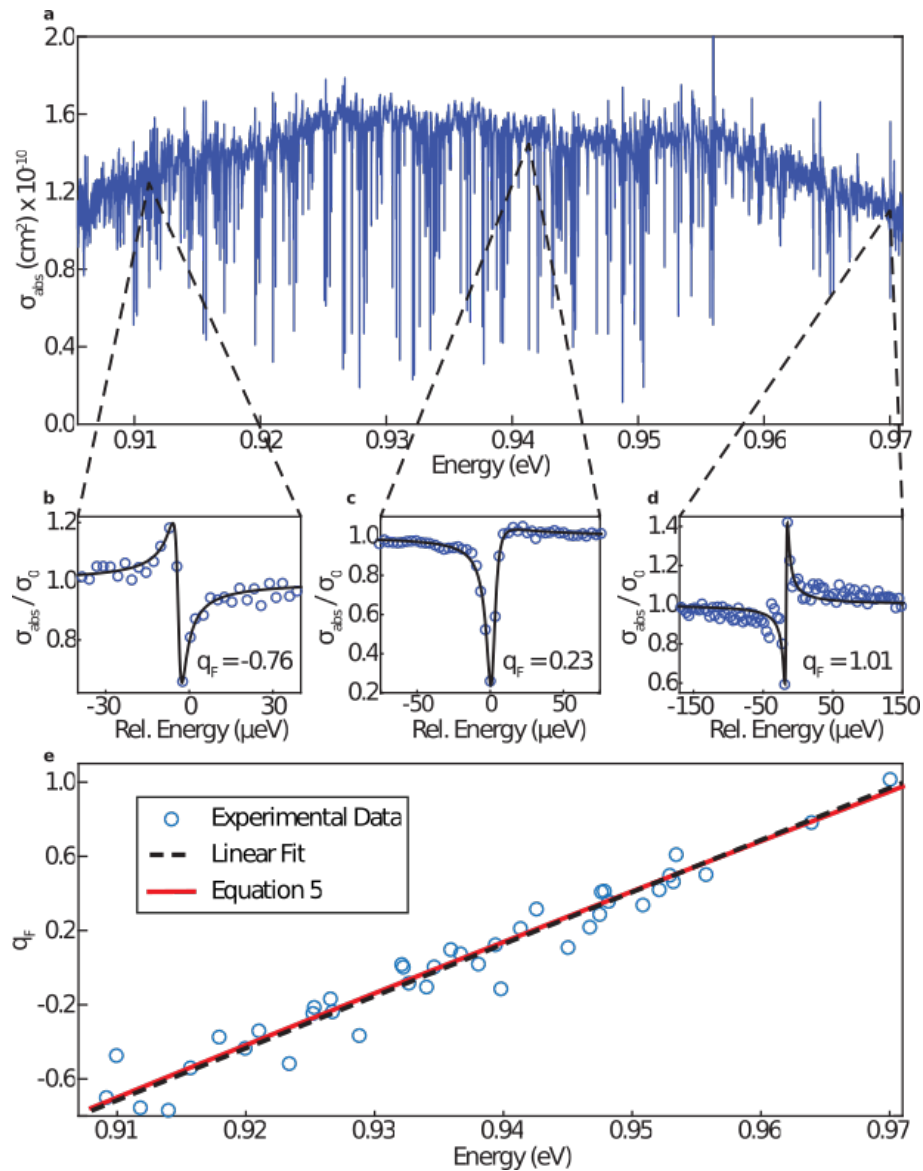 a
2.0
1.6
1.2
0.8
0.4
0.0
σabs (cm²) x 10⁻¹⁰
0.91 0.92 0.93 0.94 0.95 0.96 0.97
Energy (eV)
b
1.2
1.0
0.8
σabs / σ0
qF = -0.76
-30 0 30
Rel. Energy (μeV)
c
1.0
0.8
0.6
0.4
0.2
σabs / σ0
qF = 0.23
-50 0 50
Rel. Energy (μeV)
d
1.4
1.2
1.0
0.8
0.6
σabs / σ0
qF = 1.01
-150 -50 50 150
Rel. Energy (μeV)
e
1.0
0.6
0.2
-0.2
-0.6
qF
Experimental Data
Linear Fit
Equation 5
0.91 0.92 0.93 0.94 0.95 0.96 0.97
Energy (eV)